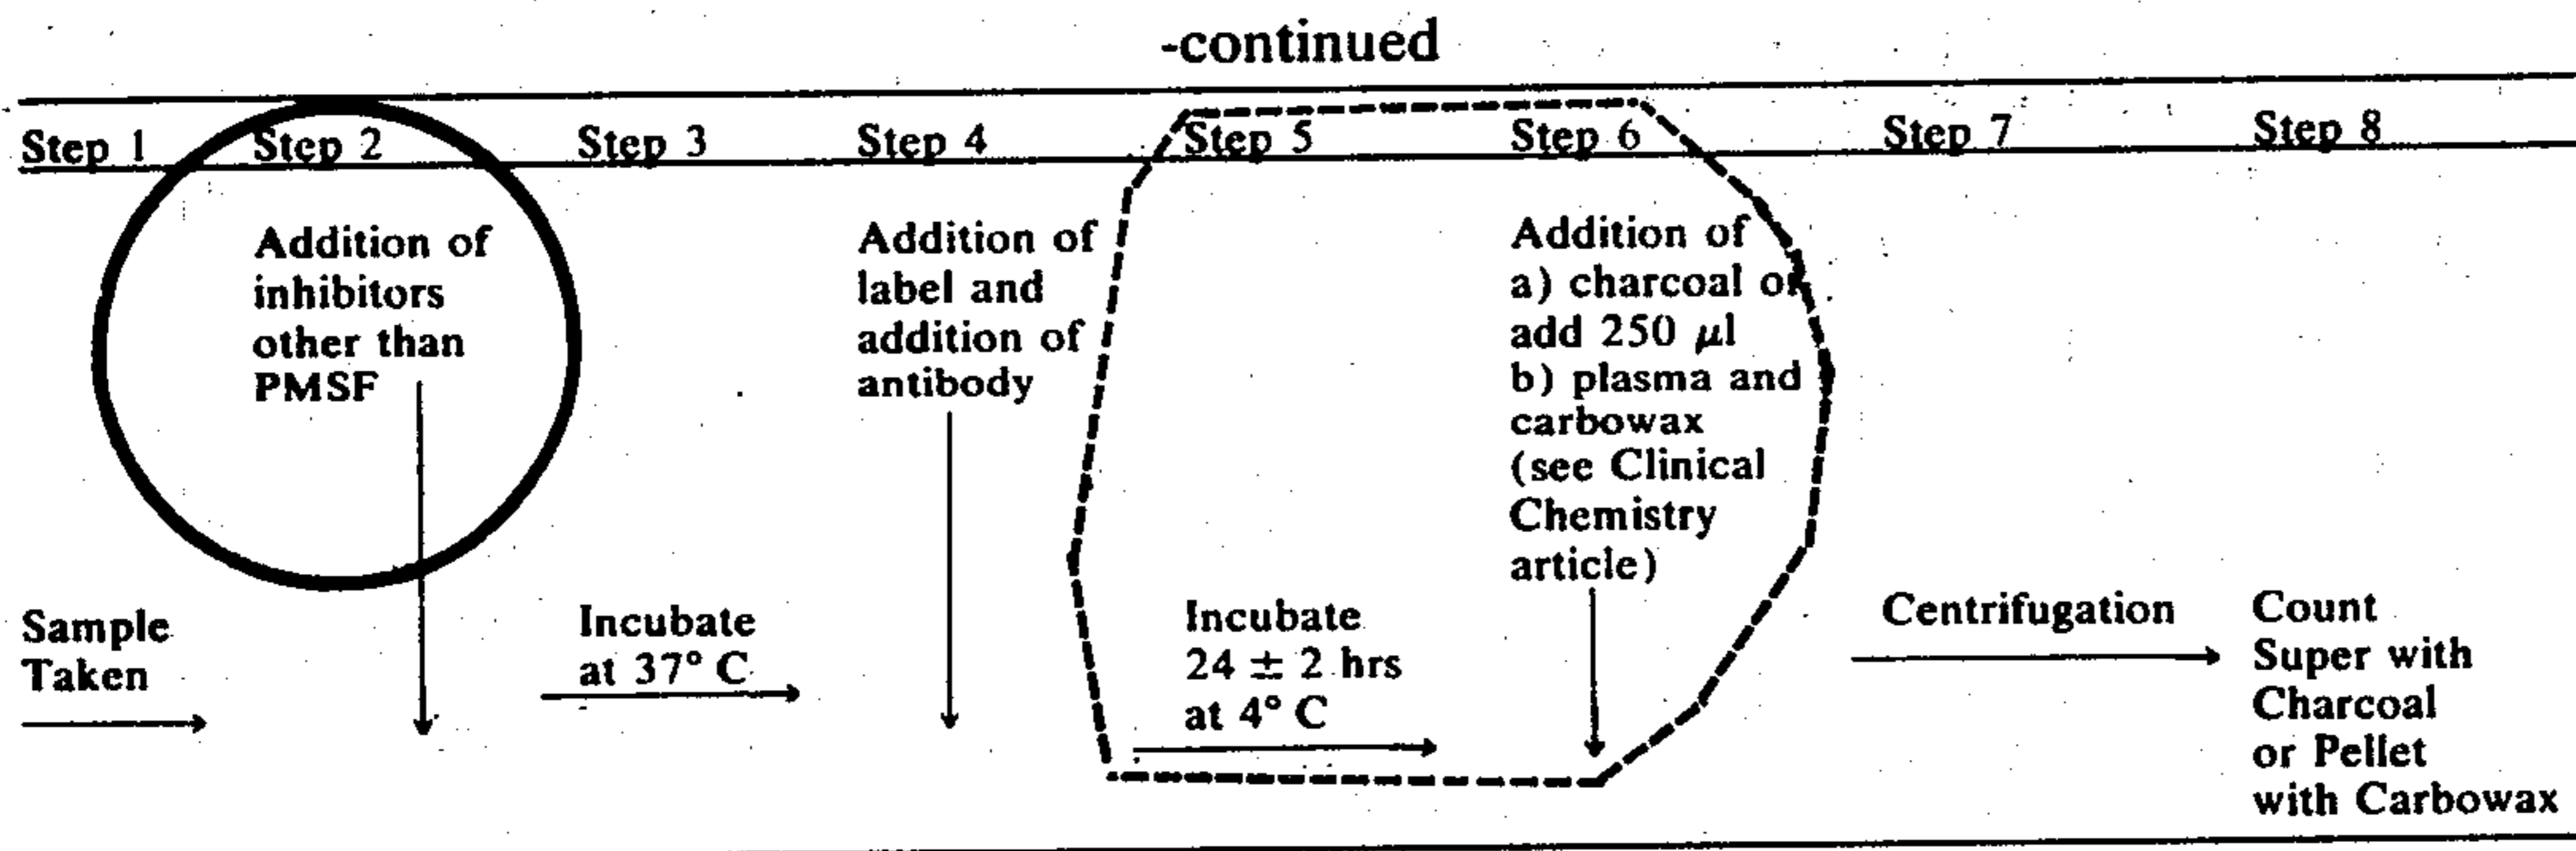 -continued
Step 1 Step 2 Step 3 Step 4 Step 5 Step 6 Step 7 Step 8
Addition of
inhibitors
other than
PMSF
Addition of
label and
addition of
antibody
Addition of
a) charcoal or
add 250 μl
b) plasma and
carbowax
(see Clinical
Chemistry
article)
Sample
Taken
Incubate
at 37° C
Incubate
24 ± 2 hrs
at 4° C
Centrifugation
Count
Super with
Charcoal
or Pellet
with Carbowax